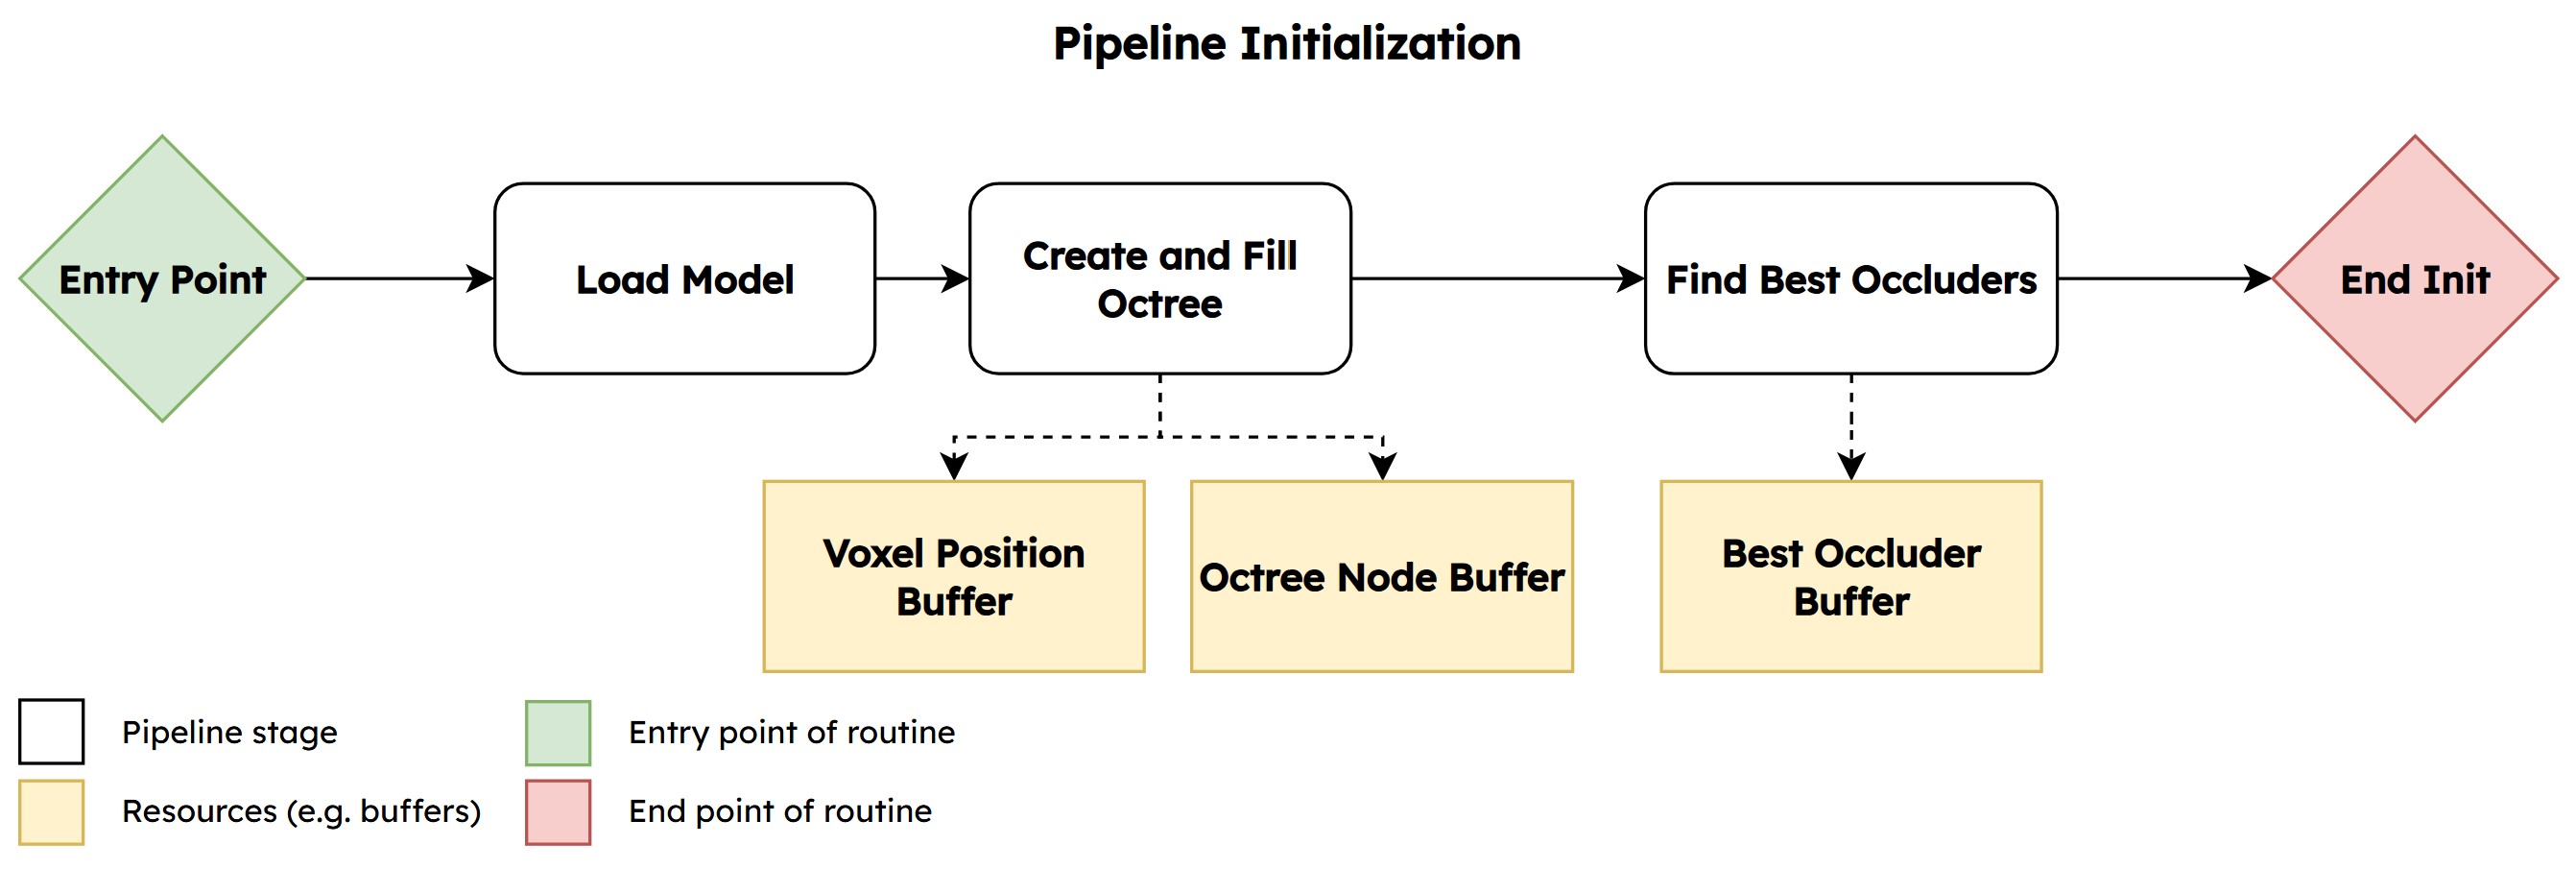 Pipeline Initialization
Entry Point
Load Model
Create and Fill
Octree
Find Best Occluders
End Init
Voxel Position
Buffer
Octree Node Buffer
Best Occluder
Buffer
Pipeline stage
Entry point of routine
Resources (e.g. buffers)
End point of routine